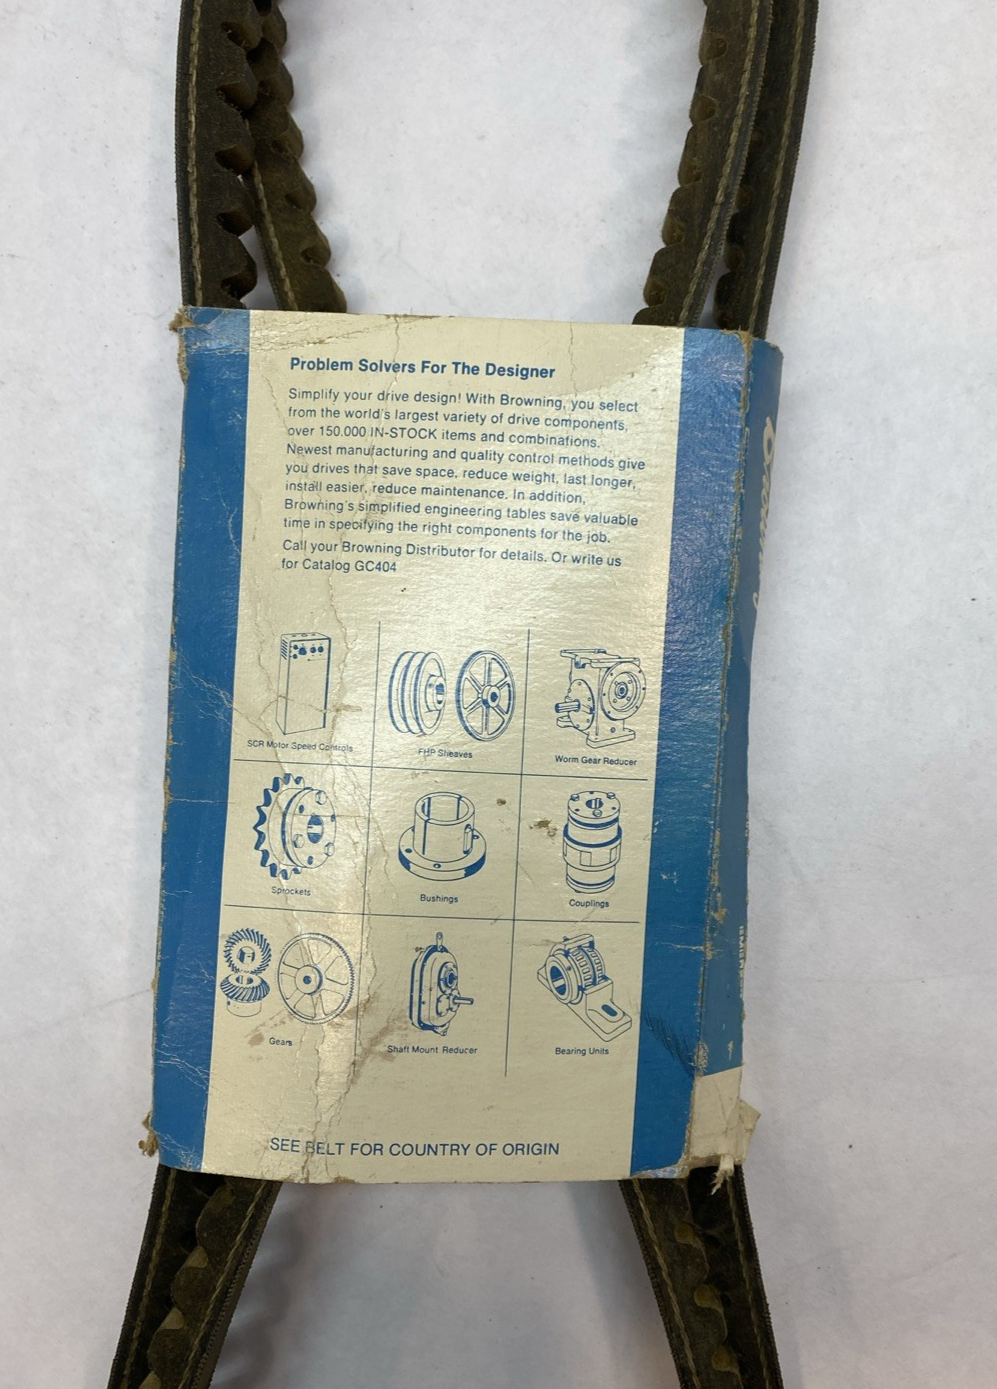 Problem Solvers For The Designer
Simplify your drive design! With Browning, you select
from the world's largest variety of drive components,
over 150.000 IN-STOCK items and combinations.
Newest manufacturing and quality control methods give
you drives that save space, reduce weight, last longer,
install easier, reduce maintenance. In addition,
Browning's simplified engineering tables save valuable
time in specifying the right components for the job.
Call your Browning Distributor for details. Or write us
for Catalog GC404
SCR Motor Speed Controls
FHP Sheaves
Worm Gear Reducer
Sprockets
Bushings
Couplings
Gears
Shaft Mount Reducer
Bearing Units
SEE BELT FOR COUNTRY OF ORIGIN